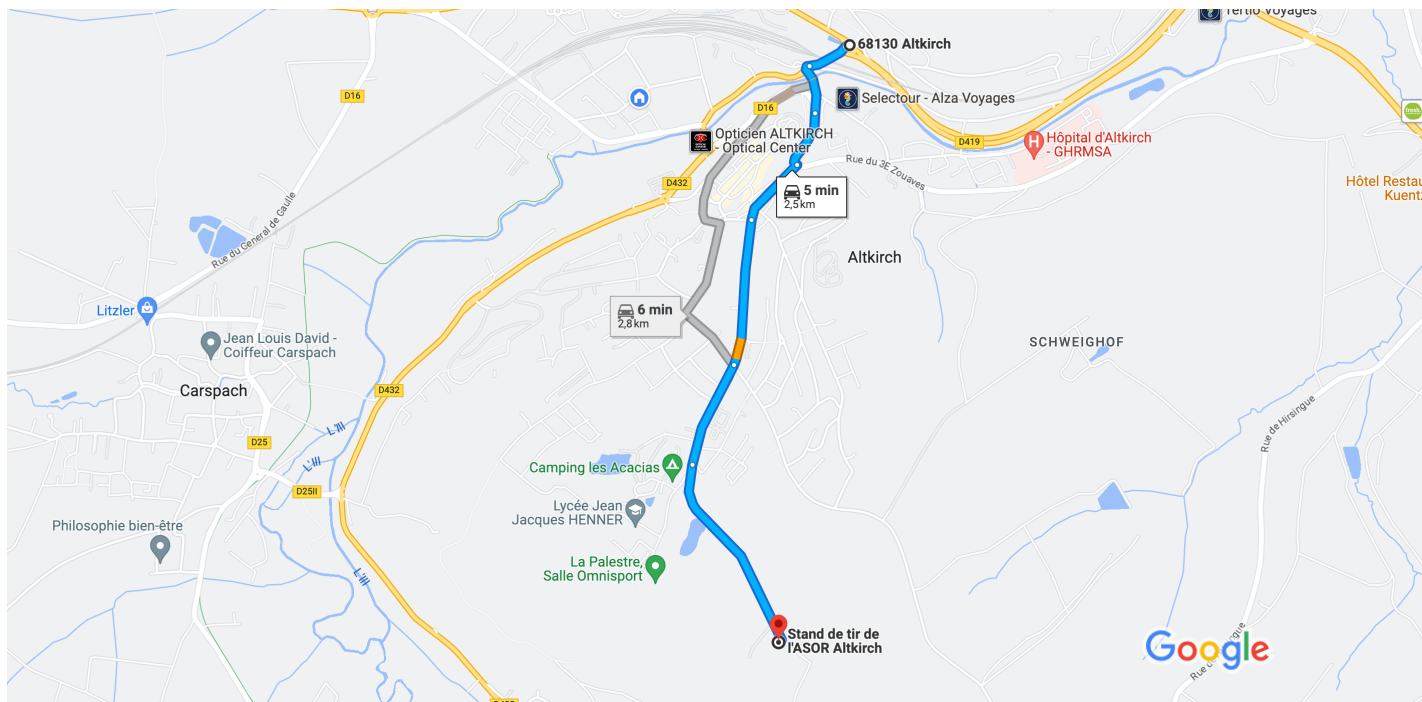 Tertio Voyages
68130 Altkirch
D16
Selectour - Alza Voyages
D16
Opticien ALTKIRCH
- Optical Center
D419
Hôpital d'Altkirch
- GHRMSA
Rue du 3E Zouaves
D432
5 min
2,5 km
Hôtel Restau
Kuentz
Rue du General de Gaulle
Altkirch
Litzler
6 min
2,8 km
Jean Louis David -
Coiffeur Carspach
SCHWEIGHOF
Carspach
D432
L'Ill
D25
Rue de Hirsingue
L'Ill
Camping les Acacias
D25II
Lycée Jean
Jacques HENNER
Philosophie bien-être
La Palestre,
Salle Omnisport
L'Ill
Stand de tir de
l'ASOR Altkirch
Google